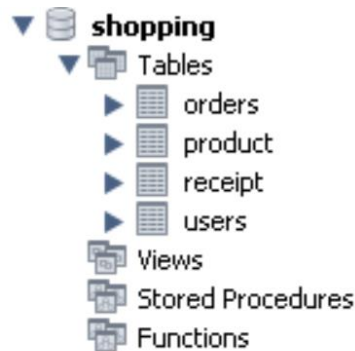 shopping
Tables
orders
product
receipt
users
Views
Stored Procedures
Functions